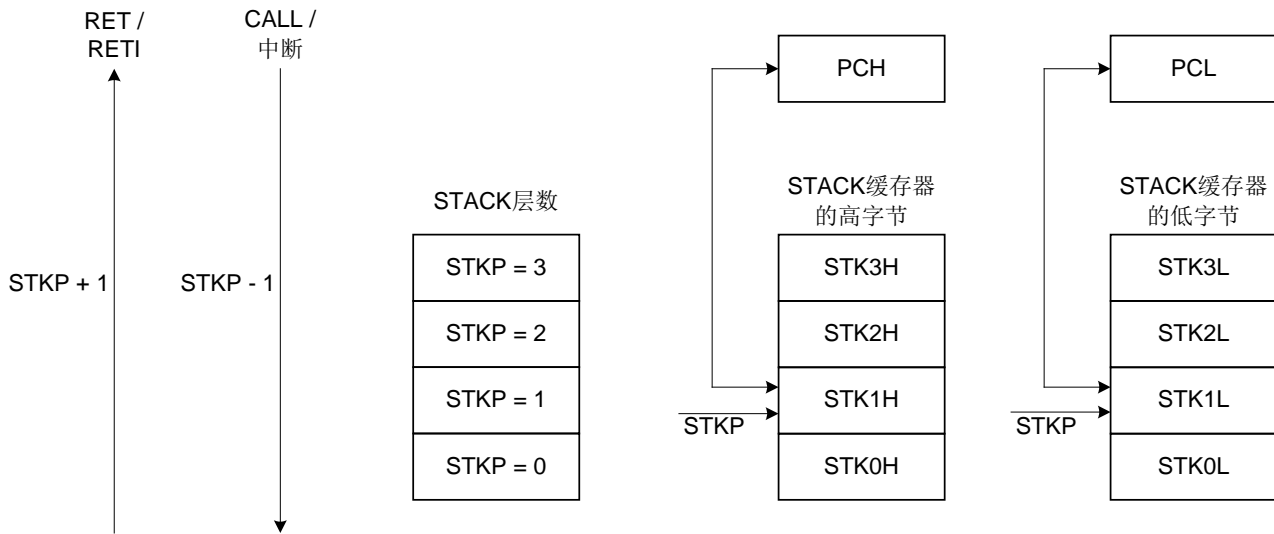 RET /
RETI
CALL /
中断
STKP + 1
STKP - 1
STACK层数
STKP = 3
STKP = 2
STKP = 1
STKP = 0
PCH
STACK缓存器
的高字节
STK3H
STK2H
STK1H
STK0H
STKP
PCL
STACK缓存器
的低字节
STK3L
STK2L
STK1L
STK0L
STKP